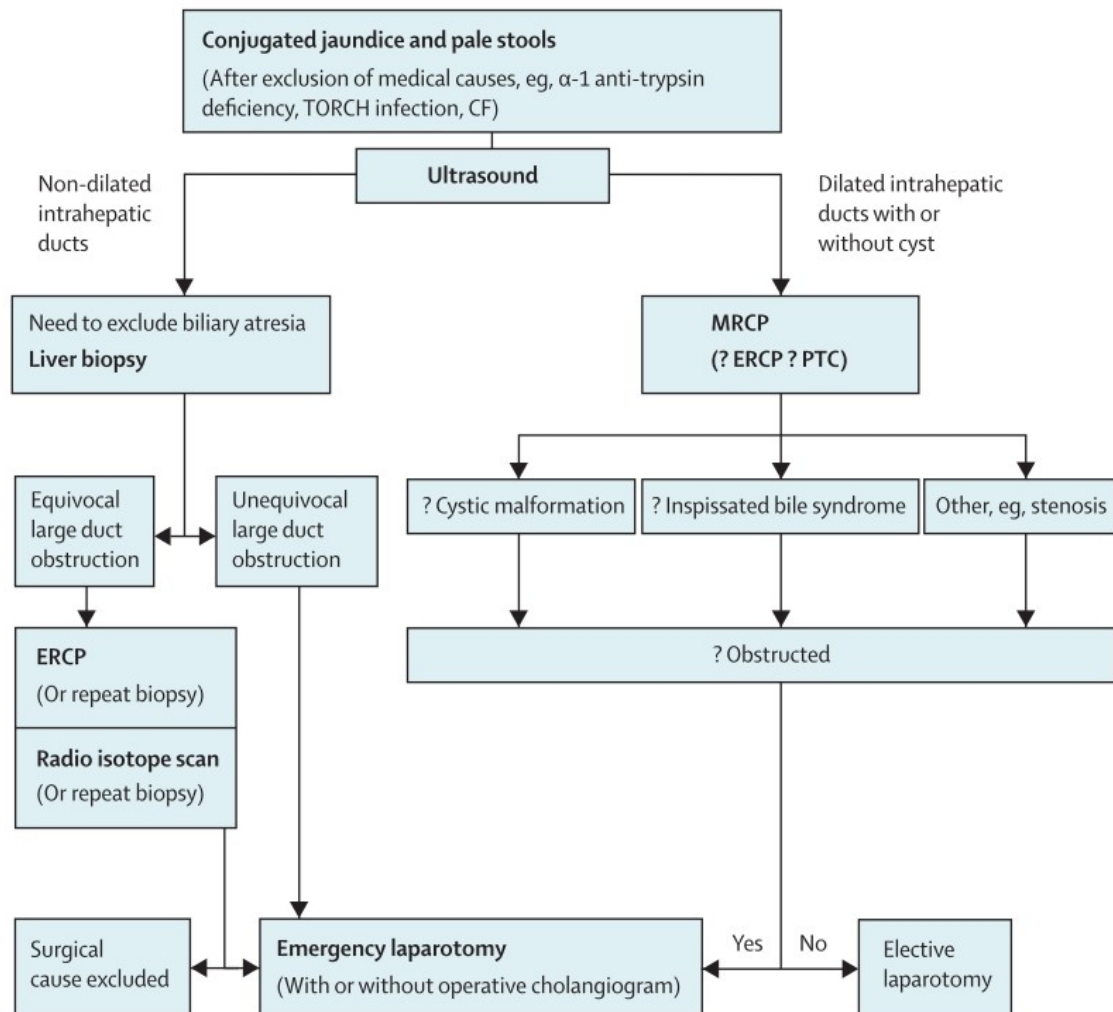 Conjugated jaundice and pale stools
(After exclusion of medical causes, eg, α-1 anti-trypsin
deficiency, TORCH infection, CF)
Ultrasound
Non-dilated
intrahepatic
ducts
Dilated intrahepatic
ducts with or
without cyst
Need to exclude biliary atresia
Liver biopsy
MRCP
(? ERCP ? PTC)
Equivocal
large duct
obstruction
Unequivocal
large duct
obstruction
? Cystic malformation
? Inspissated bile syndrome
Other, eg, stenosis
ERCP
(Or repeat biopsy)
Radio isotope scan
(Or repeat biopsy)
? Obstructed
Surgical
cause excluded
Emergency laparotomy
(With or without operative cholangiogram)
Yes
No
Elective
laparotomy